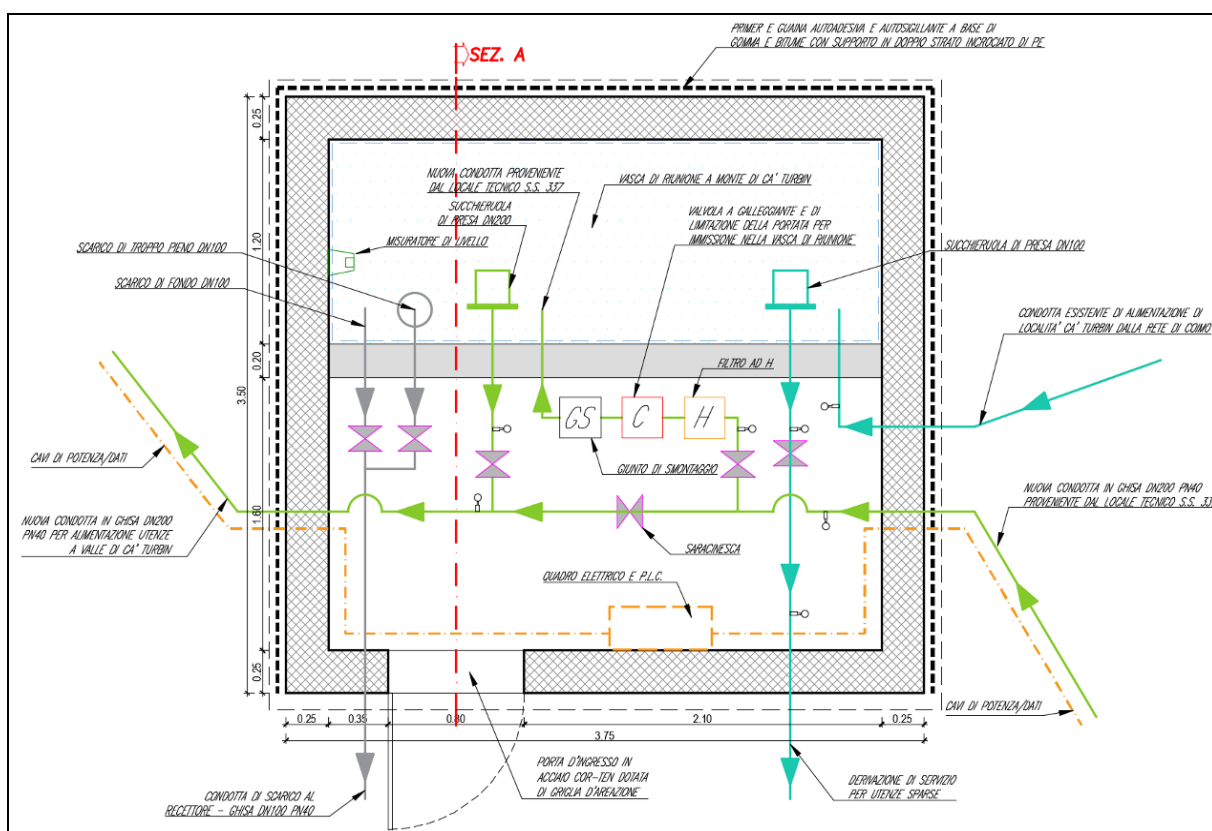 PRIMER E GUAINA AUTOADESIVA E AUTOSIGILLANTE A BASE DI
GOMMA E BITUME CON SUPPORTO IN DOPPIO STRATO INCROCIATO DI PE
SEZ. A
NUOVA CONDOTTA PROVENIENTE
DAL LOCALE TECNICO S.S. 337
VASCA DI RIUNIONE A MONTE DI CA' TURBIN
SUCCHIERUOLA
DI PRESA DN200
VALVOLA A GALLEGGIANTE E DI
LIMITAZIONE DELLA PORTATA PER
IMMISSIONE NELLA VASCA DI RIUNIONE
SCARICO DI TROPPO PIENO DN100
MISURATORE DI LIVELLO
SUCCHIERUOLA DI PRESA DN100
SCARICO DI FONDO DN100
CONDOTTA ESISTENTE DI ALIMENTAZIONE DI
LOCALITA' CA' TURBIN DALLA RETE DI COIMO
FILTRO AD H
GS
C
H
GIUNTO DI SMONTAGGIO
CAVI DI POTENZA/DATI
NUOVA CONDOTTA IN GHISA DN200 PN40
PROVENIENTE DAL LOCALE TECNICO S.S. 33
NUOVA CONDOTTA IN GHISA DN200
PN40 PER ALIMENTAZIONE UTENZE
A VALLE DI CA' TURBIN
SARACINESCA
QUADRO ELETTRICO E P.L.C.
CAVI DI POTENZA/DATI
0.25
1.20
0.20
3.50
1.60
0.25
0.25
0.35
0.80
2.10
0.25
3.75
PORTA D'INGRESSO IN
ACCIAIO COR-TEN DOTATA
DI GRIGLIA D'AREAZIONE
DERIVAZIONE DI SERVIZIO
PER UTENZE SPARSE
CONDOTTA DI SCARICO AL
RECETTORE - GHISA DN100 PN40